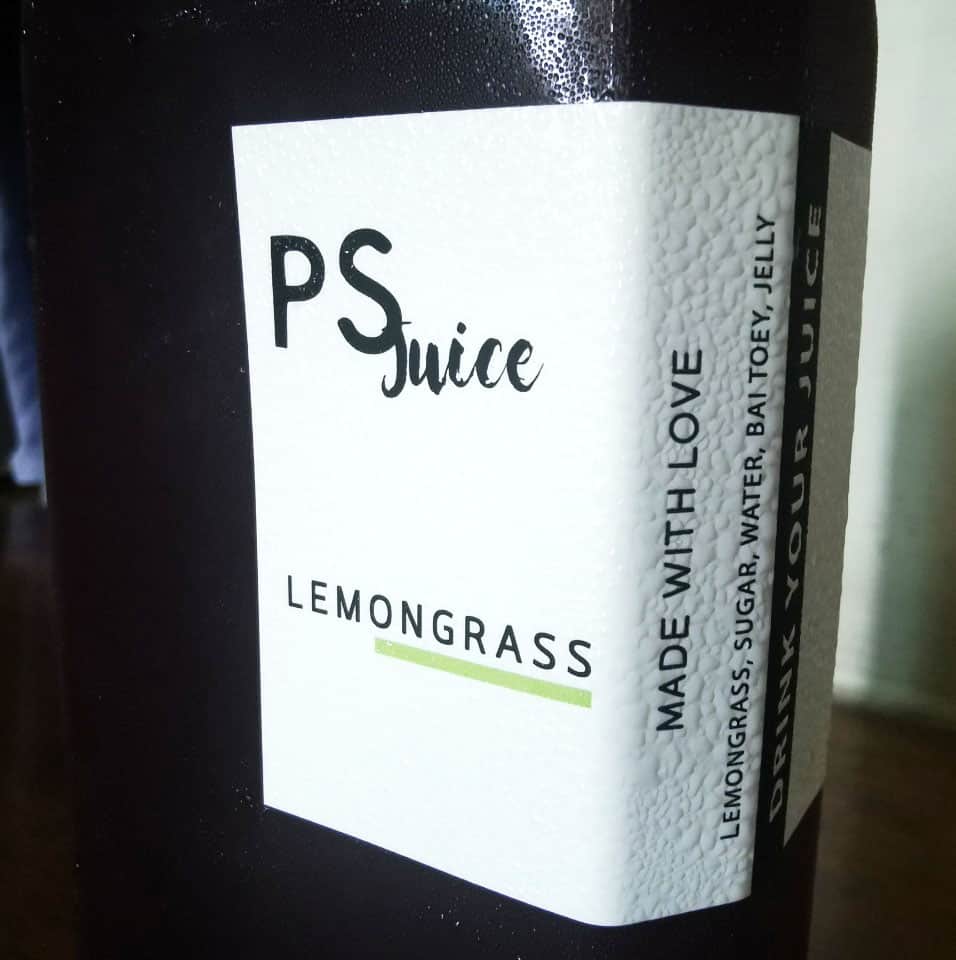 PS
Juice
LEMONGRASS
MADE WITH LOVE
LEMONGRASS, SUGAR, WATER, BAI TOEY, JELLY
DRINK YOUR JUICE